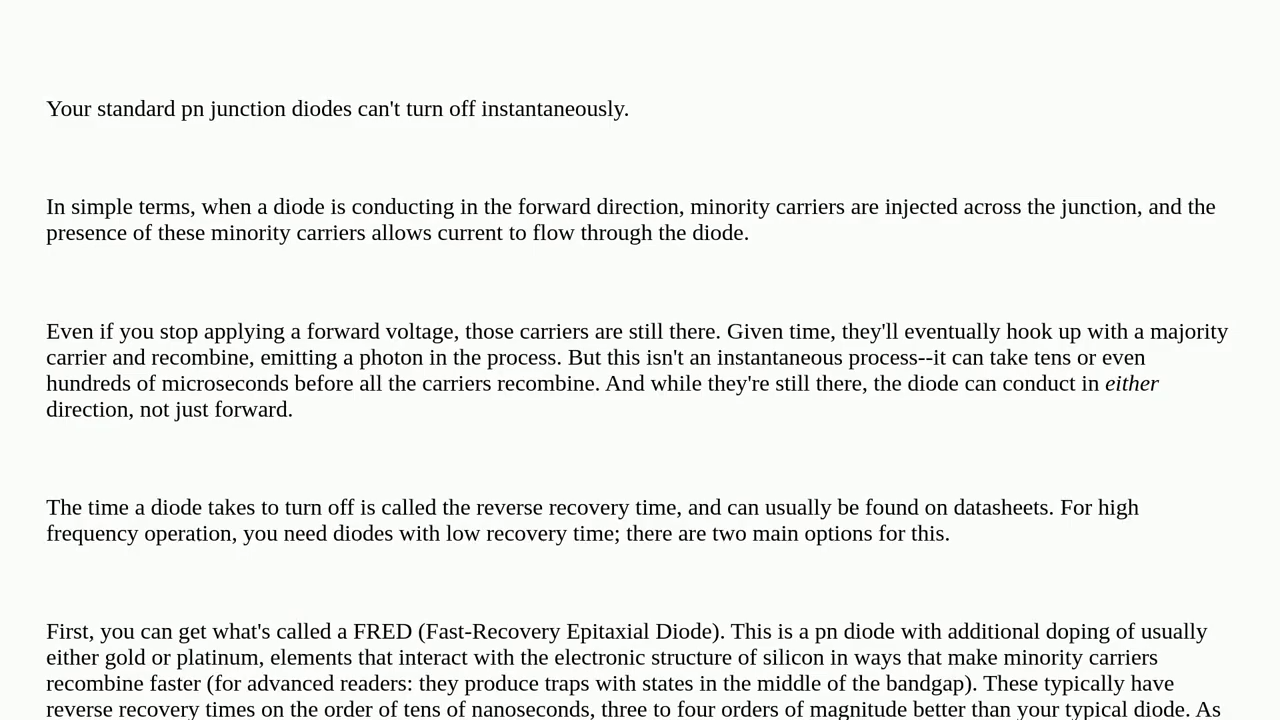 Your standard pn junction diodes can't turn off instantaneously.
In simple terms, when a diode is conducting in the forward direction, minority carriers are injected across the junction, and the
presence of these minority carriers allows current to flow through the diode.
Even if you stop applying a forward voltage, those carriers are still there. Given time, they'll eventually hook up with a majority
carrier and recombine, emitting a photon in the process. But this isn't an instantaneous process--it can take tens or even
hundreds of microseconds before all the carriers recombine. And while they're still there, the diode can conduct in either
direction, not just forward.
The time a diode takes to turn off is called the reverse recovery time, and can usually be found on datasheets. For high
frequency operation, you need diodes with low recovery time; there are two main options for this.
First, you can get what's called a FRED (Fast-Recovery Epitaxial Diode). This is a pn diode with additional doping of usually
either gold or platinum, elements that interact with the electronic structure of silicon in ways that make minority carriers
recombine faster (for advanced readers: they produce traps with states in the middle of the bandgap). These typically have
reverse recovery times on the order of tens of nanoseconds, three to four orders of magnitude better than your typical diode. As